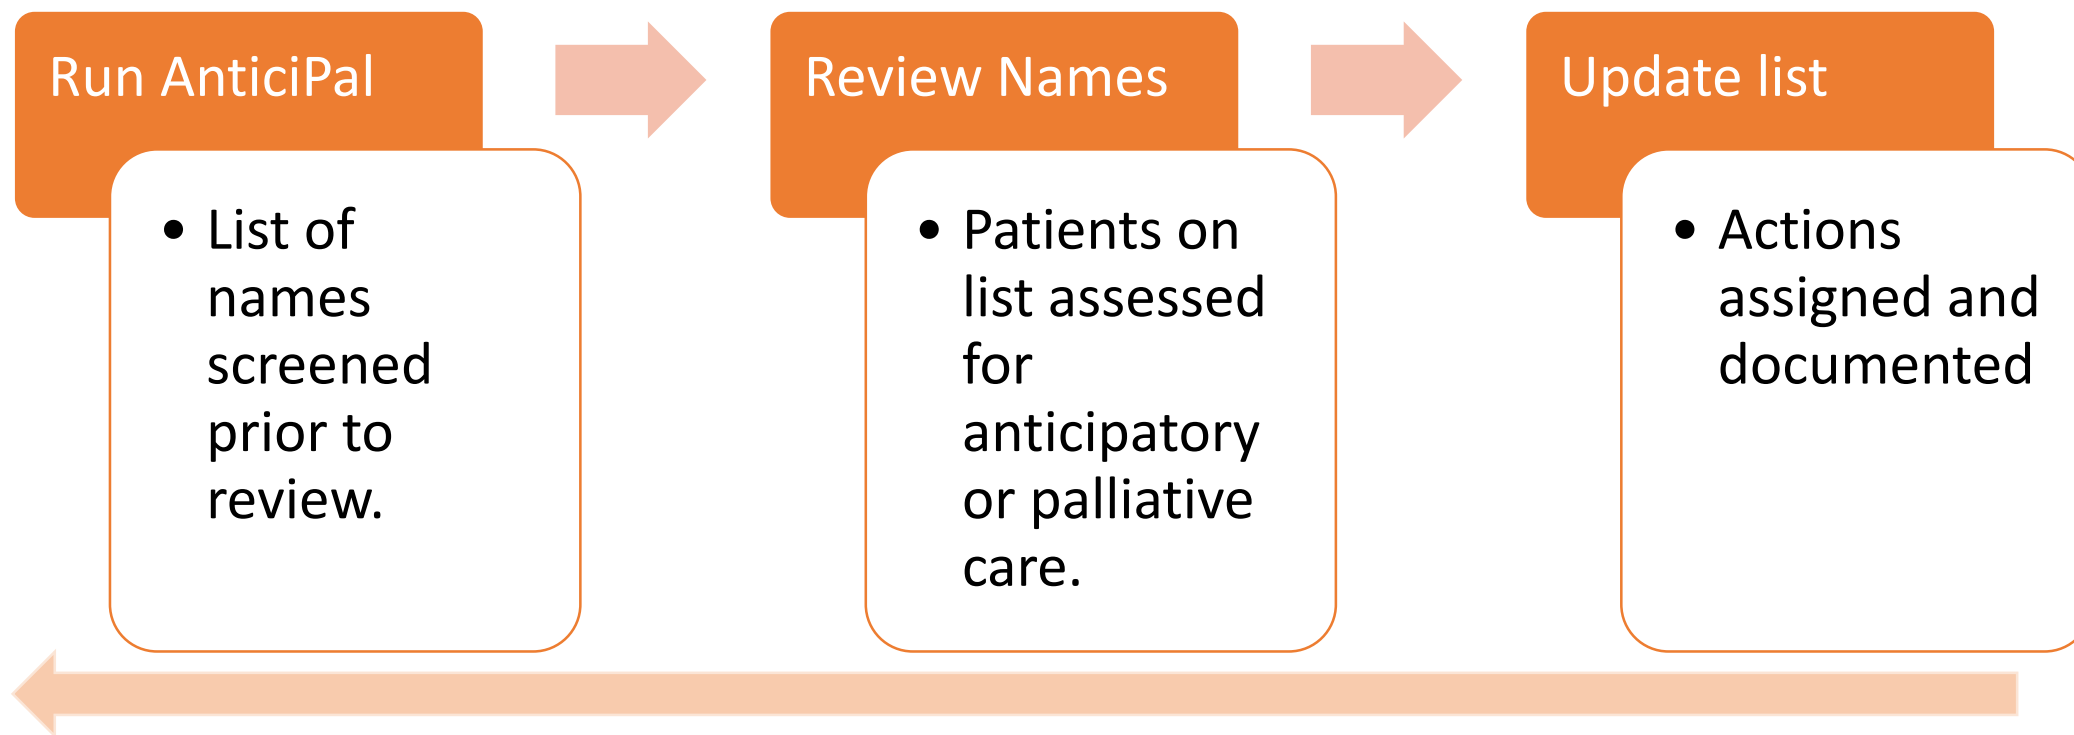 Run AnticiPal
• List of
names
screened
prior to
review.
Review Names
• Patients on
list assessed
for
anticipatory
or palliative
care.
Update list
• Actions
assigned and
documented